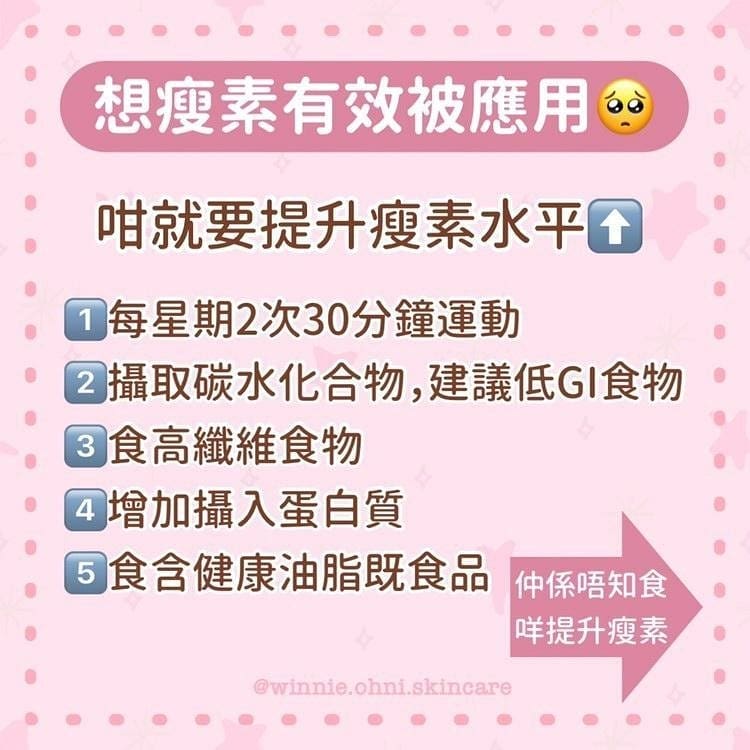 想瘦素有效被應用🥺
咁就要提升瘦素水平⬆️
1️⃣每星期2次30分鐘運動
2️⃣攝取碳水化合物,建議低GI食物
3️⃣食高纖維食物
4️⃣增加攝入蛋白質
5️⃣食含健康油脂既食品
仲係唔知食
咩提升瘦素
@winnie.ohni.skincare